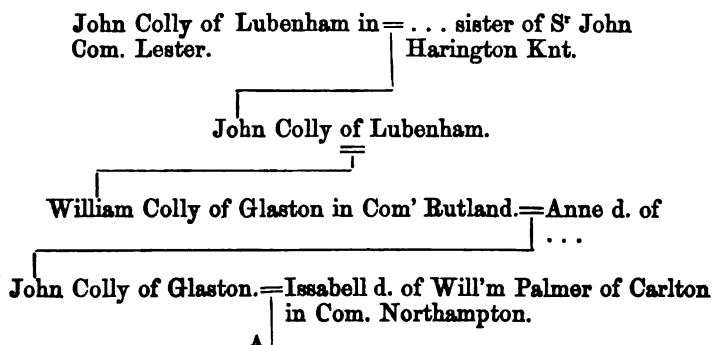 John Colly of Lubenham in = ... sister of Sr John
Com. Lester. Harington Knt.
John Colly of Lubenham.
=
William Colly of Glaston in Com' Rutland. = Anne d. of
...
John Colly of Glaston. = Issabell d. of Will'm Palmer of Carlton
in Com. Northampton.
A